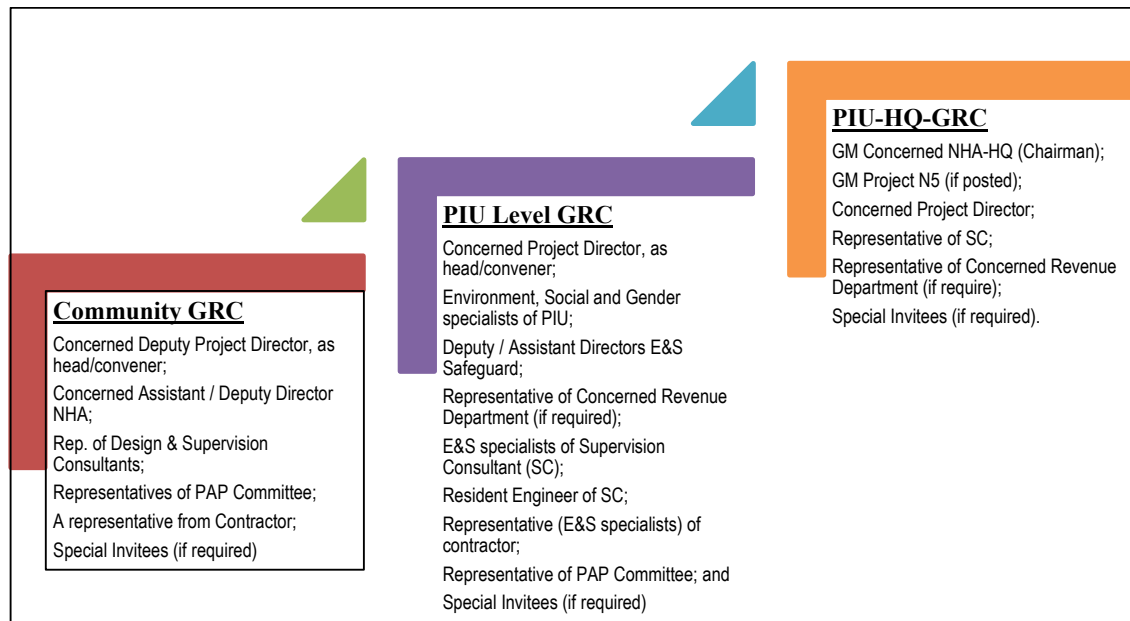 Community GRC
Concerned Deputy Project Director, as
head/convener;
Concerned Assistant / Deputy Director
NHA;
Rep. of Design & Supervision
Consultants;
Representatives of PAP Committee;
A representative from Contractor;
Special Invitees (if required)
PIU Level GRC
Concerned Project Director, as
head/convener;
Environment, Social and Gender
specialists of PIU;
Deputy / Assistant Directors E&S
Safeguard;
Representative of Concerned Revenue
Department (if required);
E&S specialists of Supervision
Consultant (SC);
Resident Engineer of SC;
Representative (E&S specialists) of
contractor;
Representative of PAP Committee; and
Special Invitees (if required)
PIU-HQ-GRC
GM Concerned NHA-HQ (Chairman);
GM Project N5 (if posted);
Concerned Project Director;
Representative of SC;
Representative of Concerned Revenue
Department (if require);
Special Invitees (if required).